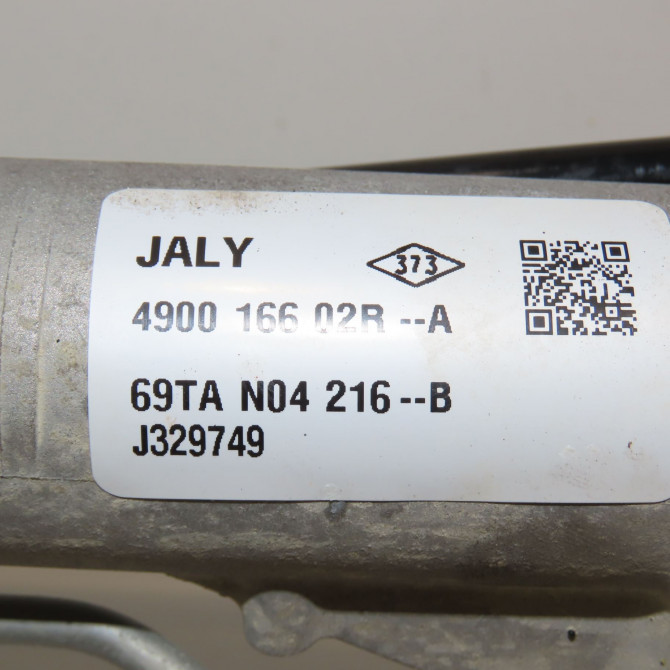 JALY
373
4900 166 02R --A
69TA N04 216 --B
J329749